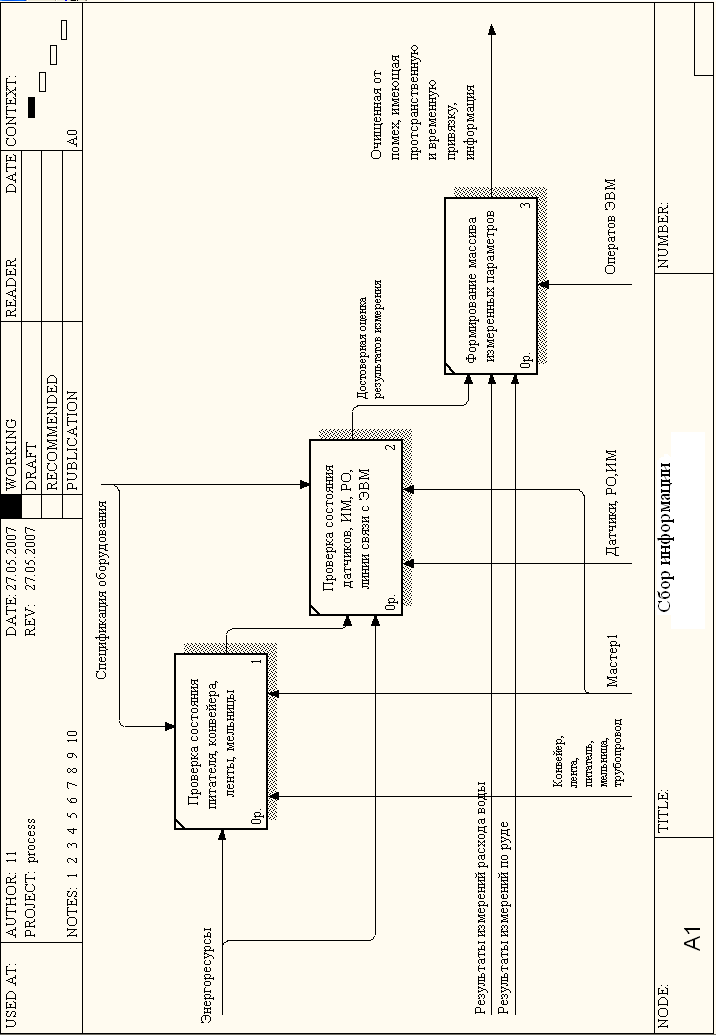 USED AT:
AUTHOR: 11
DATE: 27.05.2007
WORKING
READER
DATE
CONTEXT:
PROJECT: process
REV: 27.05.2007
DRAFT
RECOMMENDED
NOTES: 1 2 3 4 5 6 7 8 9 10
PUBLICATION
A0
Спецификация оборудования
Энергоресурсы
Проверка состояния
питателя, конвейера,
ленты, мельницы
0р.
1
Проверка состояния
датчиков, ИМ, РО,
линии связи с ЭВМ
0р.
2
Достоверная оценка
результатов измерения
Очищенная от
помех, имеющая
протсранственную
и временную
привязку,
информация
Формирование массива
измеренных параметров
0р.
3
Результаты измерений расхода воды
Результаты измерений по руде
Конвейер,
лента,
питатель,
мельница,
трубопровод
Мастер1
Датчики, РО,ИМ
Оператов ЭВМ
NODE:
TITLE:
NUMBER:
A1
Сбор информации